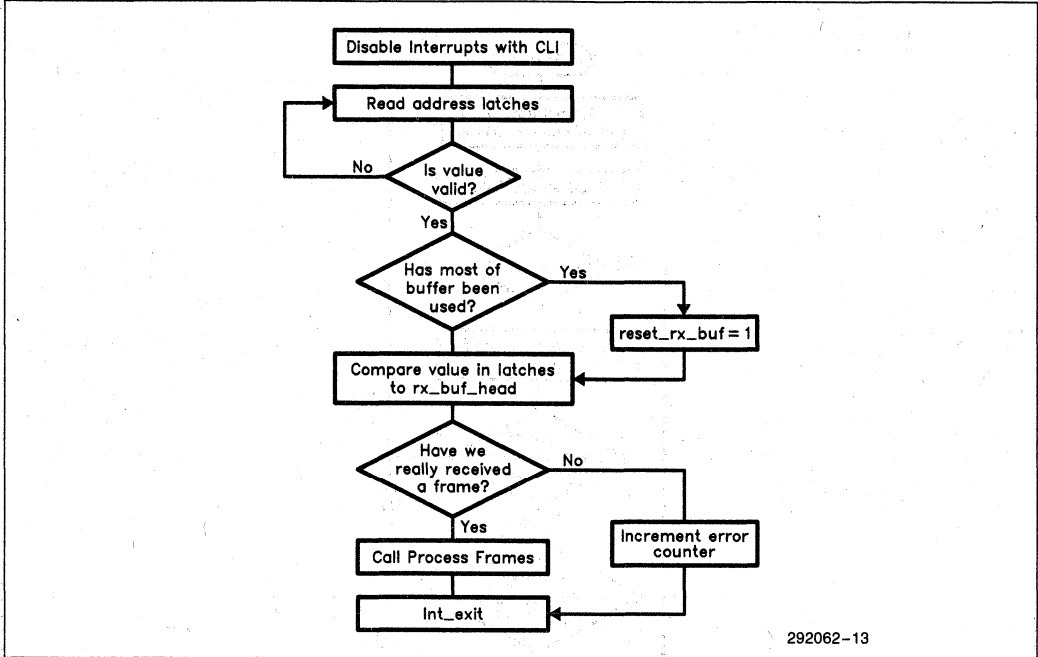 Disable Interrupts with CLI
Read address latches
No
Is value
valid?
Yes
Has most of
buffer been
used?
Yes
reset_rx_buf = 1
Compare value in latches
to rx_buf_head
Have we
really received
a frame?
No
Yes
Increment error
counter
Call Process Frames
Int_exit
292062-13